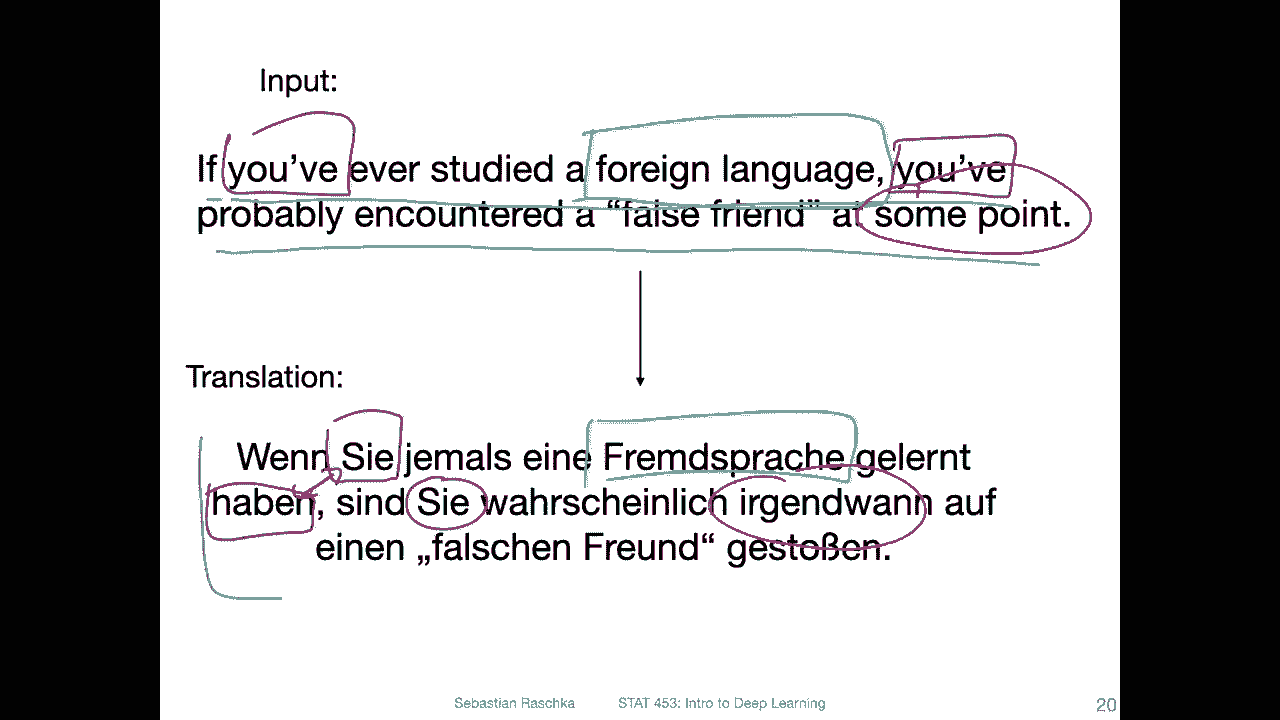 Input:
If you've ever studied a foreign language, you've
probably encountered a “false friend” at some point.
Translation:
Wenn Sie jemals eine Fremdsprache gelernt
haben, sind Sie wahrscheinlich irgendwann auf
einen „falschen Freund“ gestoßen.
Sebastian Raschka STAT 453: Intro to Deep Learning 20